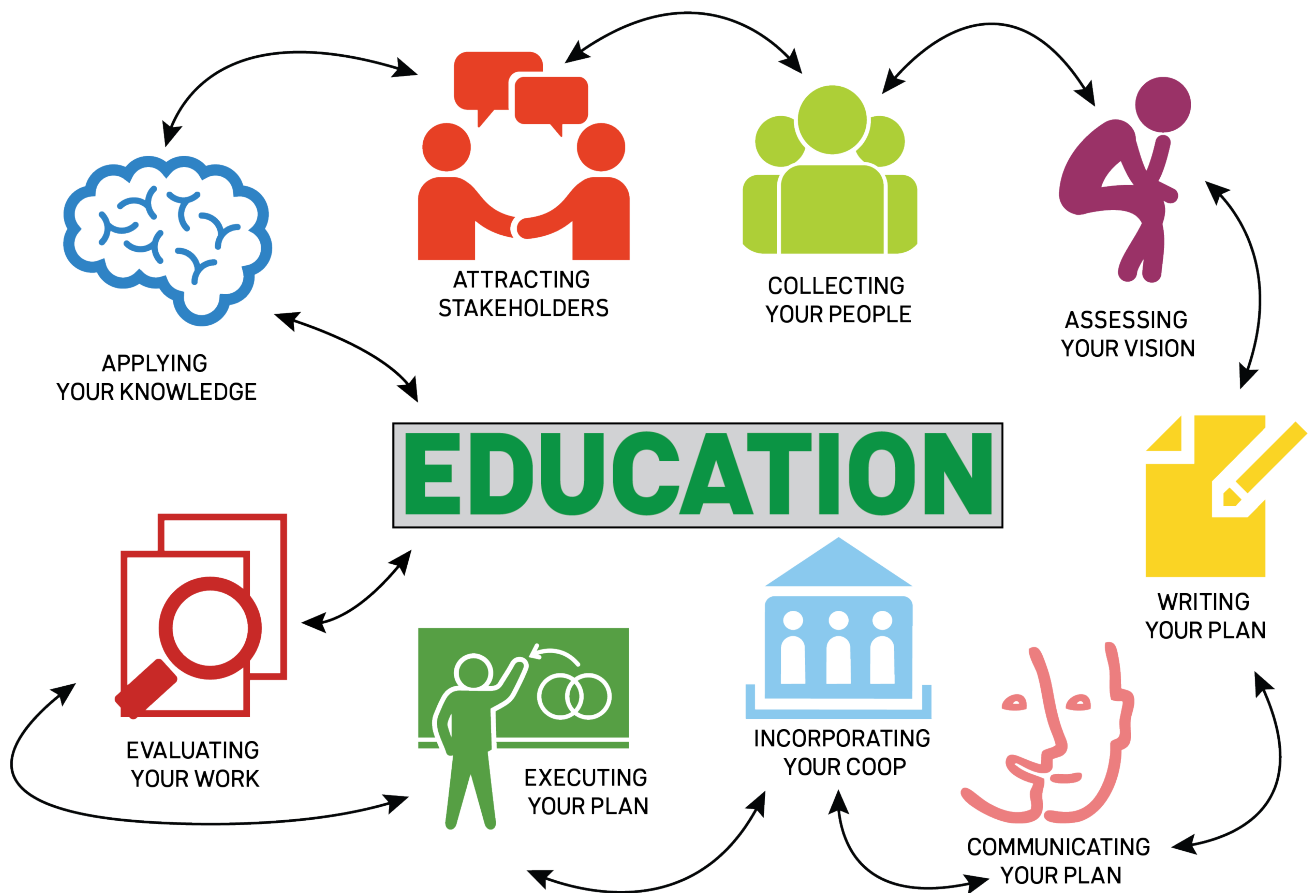 ATTRACTING
STAKEHOLDERS
COLLECTING
YOUR PEOPLE
ASSESSING
YOUR VISION
APPLYING
YOUR KNOWLEDGE
EDUCATION
WRITING
YOUR PLAN
EVALUATING
YOUR WORK
EXECUTING
YOUR PLAN
INCORPORATING
YOUR COOP
COMMUNICATING
YOUR PLAN